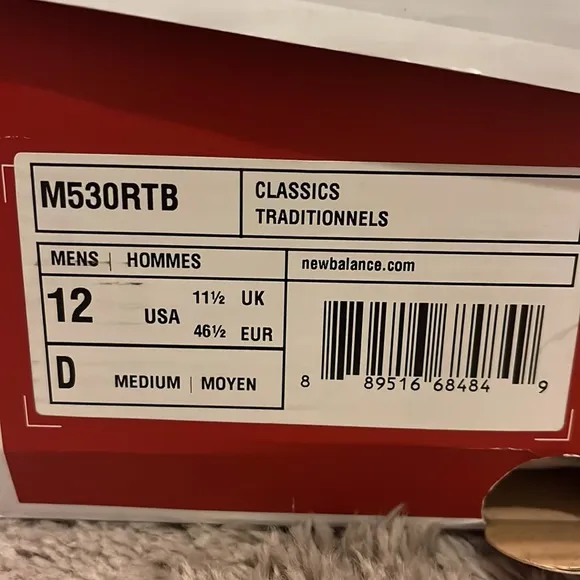 M530RTB
CLASSICS
TRADITIONNELS
MENS | HOMMES
newbalance.com
12 USA 11½ UK
46½ EUR
D MEDIUM | MOYEN
8 89516 68484 9